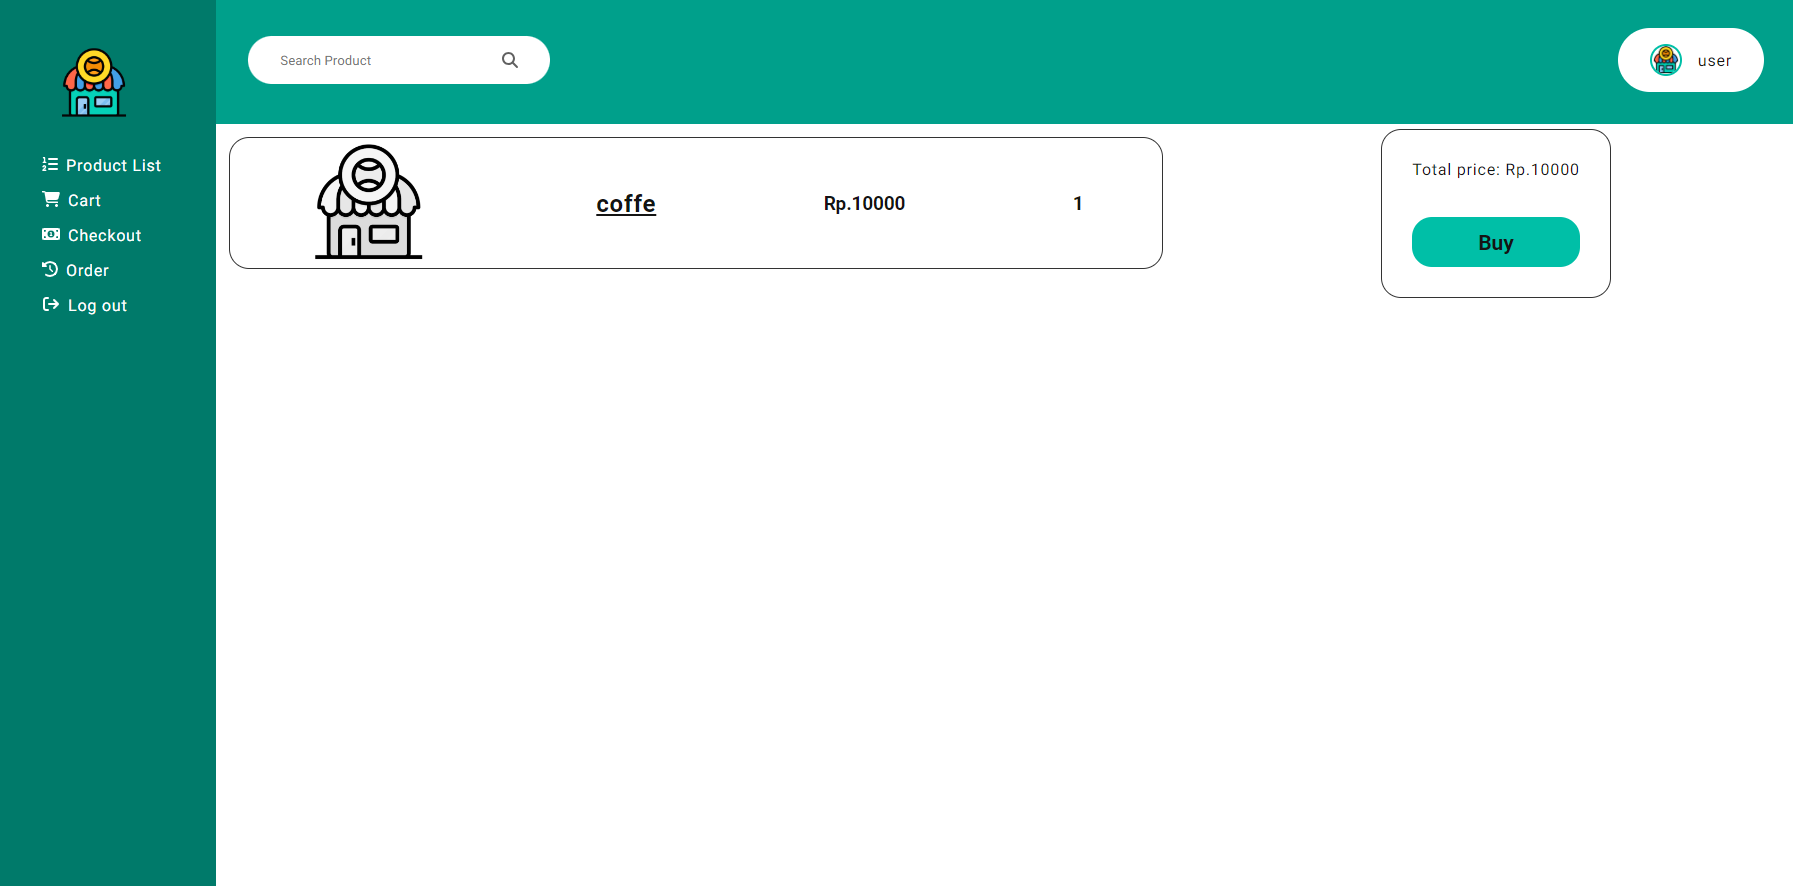 Search Product
user
Product List
Cart
Checkout
Order
Log out
coffe
Rp.10000
1
Total price: Rp.10000
Buy